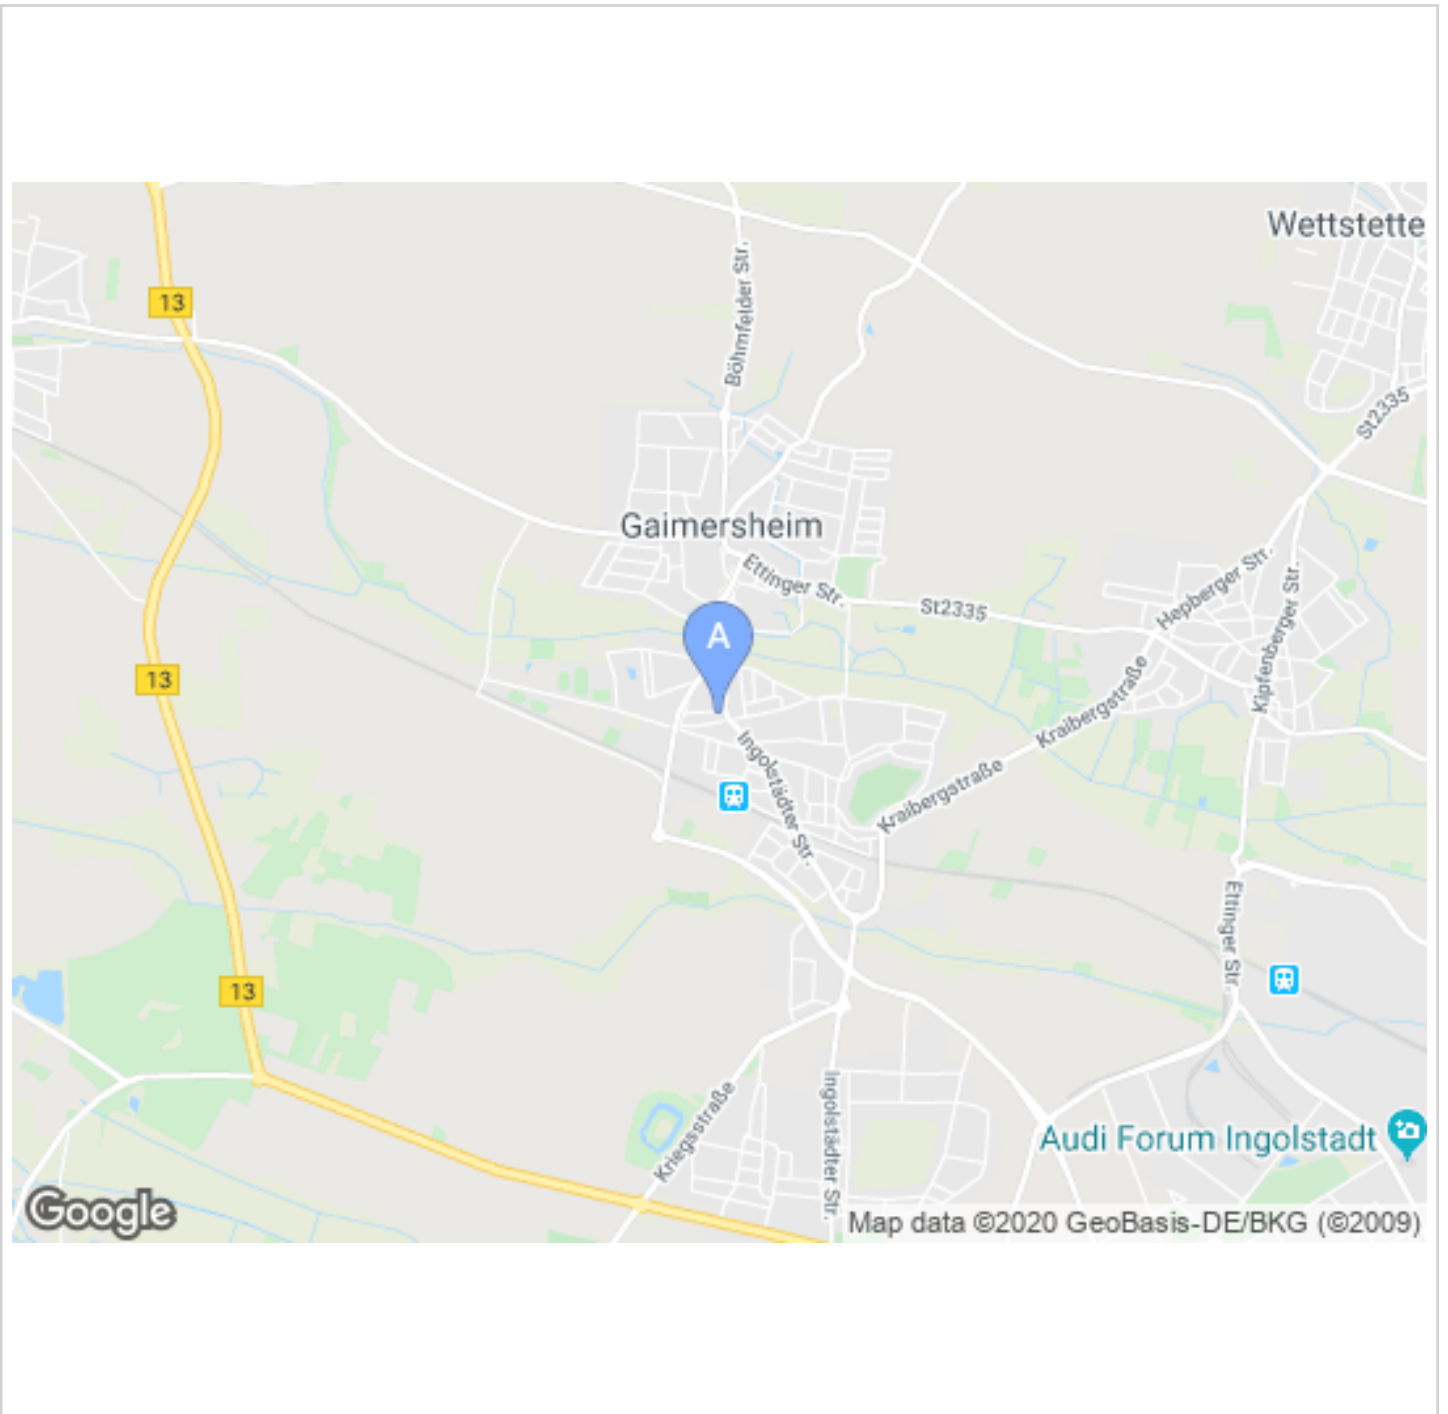 Wettstette
13
Böhmfelder Str.
St2335
Gaimersheim
Ettinger Str.
St2335
Hepberger Str.
Kipfenberger Str.
A
13
Kraibergstraße
Ingolstädter Str.
Kraibergstraße
Ettinger Str.
13
Kriegsstraße
Ingolstädter Str.
Audi Forum Ingolstadt
Google
Map data ©2020 GeoBasis-DE/BKG (©2009)